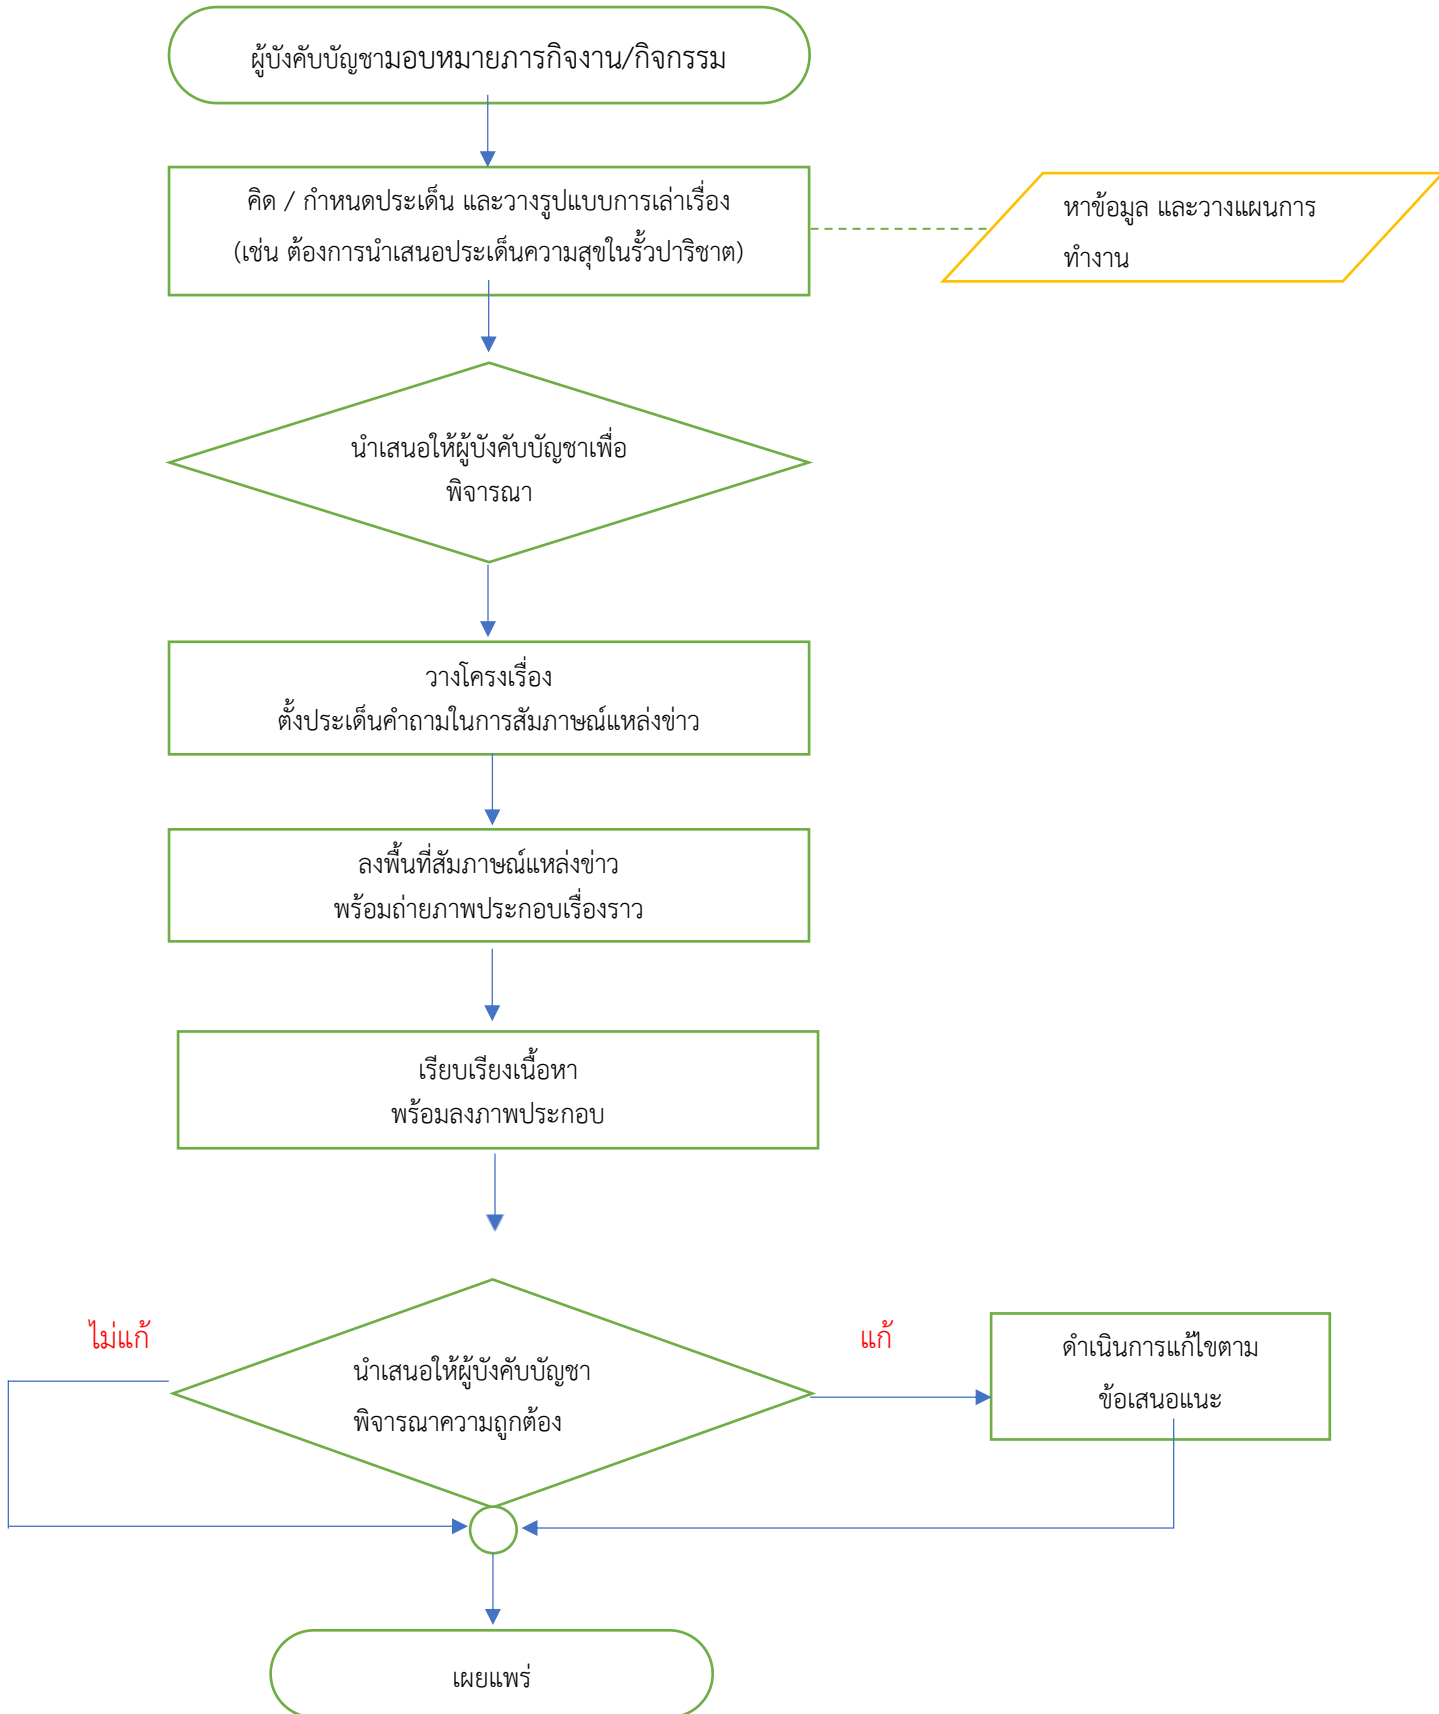 ผู้บังคับบัญชามอบหมายภารกิจงาน/กิจกรรม
คิด / กำหนดประเด็น และวางรูปแบบการเล่าเรื่อง
(เช่น ต้องการนำเสนอประเด็นความสุขในรั้วปาริชาต)
หาข้อมูล และวางแผนการ
ทำงาน
นำเสนอให้ผู้บังคับบัญชาเพื่อ
พิจารณา
วางโครงเรื่อง
ตั้งประเด็นคำถามในการสัมภาษณ์แหล่งข่าว
ลงพื้นที่สัมภาษณ์แหล่งข่าว
พร้อมถ่ายภาพประกอบเรื่องราว
เรียบเรียงเนื้อหา
พร้อมลงภาพประกอบ
ไม่แก้
นำเสนอให้ผู้บังคับบัญชา
พิจารณาความถูกต้อง
แก้
ดำเนินการแก้ไขตาม
ข้อเสนอแนะ
เผยแพร่